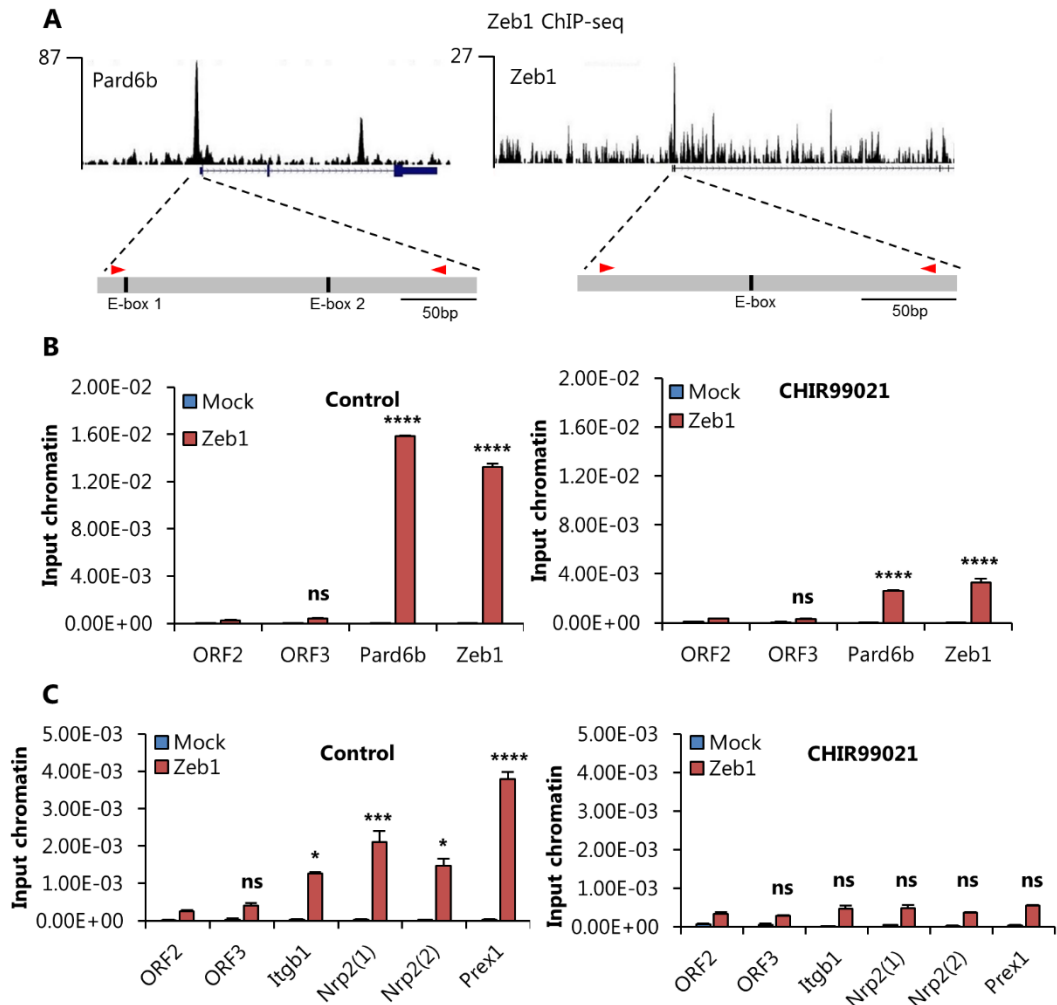 A
Zeb1 ChIP-seq
87
Pard6b
27
Zeb1
E-box 1
E-box 2
50bp
E-box
50bp
B
Control
Mock
Zeb1
Input chromatin
2.00E-02
1.60E-02
1.20E-02
8.00E-03
4.00E-03
0.00E+00
ns
****
****
ORF2 ORF3 Pard6b Zeb1
CHIR99021
Mock
Zeb1
Input chromatin
2.00E-02
1.60E-02
1.20E-02
8.00E-03
4.00E-03
0.00E+00
ns
****
****
ORF2 ORF3 Pard6b Zeb1
C
Control
Mock
Zeb1
Input chromatin
5.00E-03
4.00E-03
3.00E-03
2.00E-03
1.00E-03
0.00E+00
ns
*
***
*
****
ORF2 ORF3 Itgb1 Nrp2(1) Nrp2(2) Prex1
CHIR99021
Mock
Zeb1
Input chromatin
5.00E-03
4.00E-03
3.00E-03
2.00E-03
1.00E-03
0.00E+00
ns
ns
ns
ns
ns
ORF2 ORF3 Itgb1 Nrp2(1) Nrp2(2) Prex1